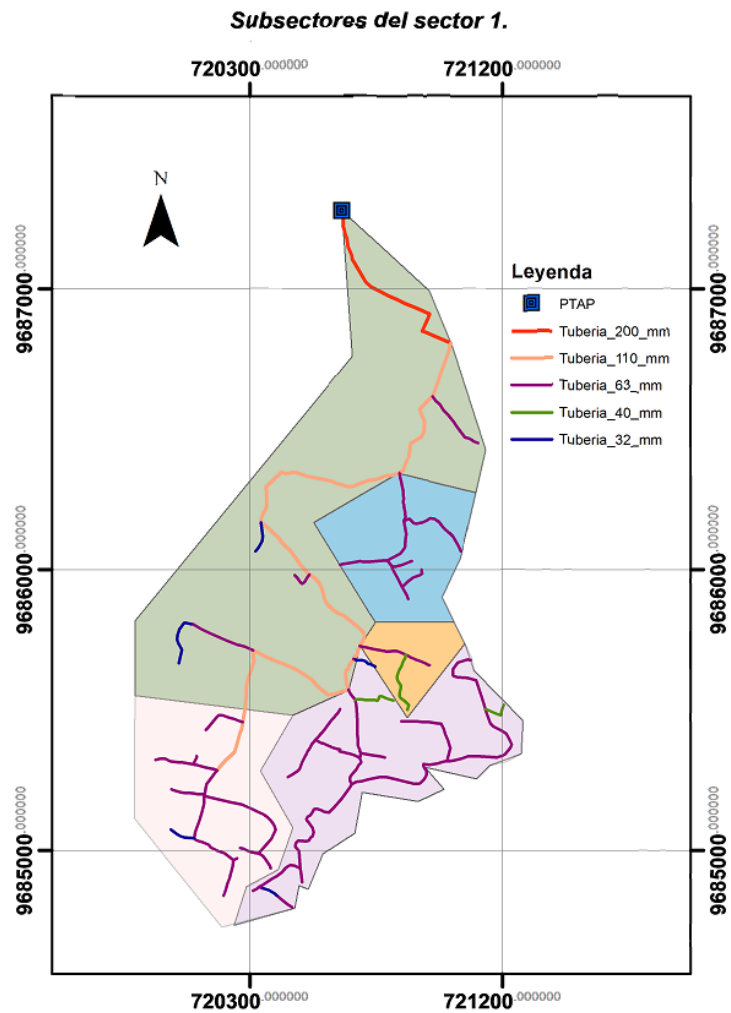 Subsectores del sector 1.
720300.000000 721200.000000
N
9687000.000000
9687000.000000
Leyenda
PTAP
Tuberia_200_mm
Tuberia_110_mm
Tuberia_63_mm
Tuberia_40_mm
Tuberia_32_mm
9686000.000000
9686000.000000
9685000.000000
9685000.000000
720300.000000 721200.000000